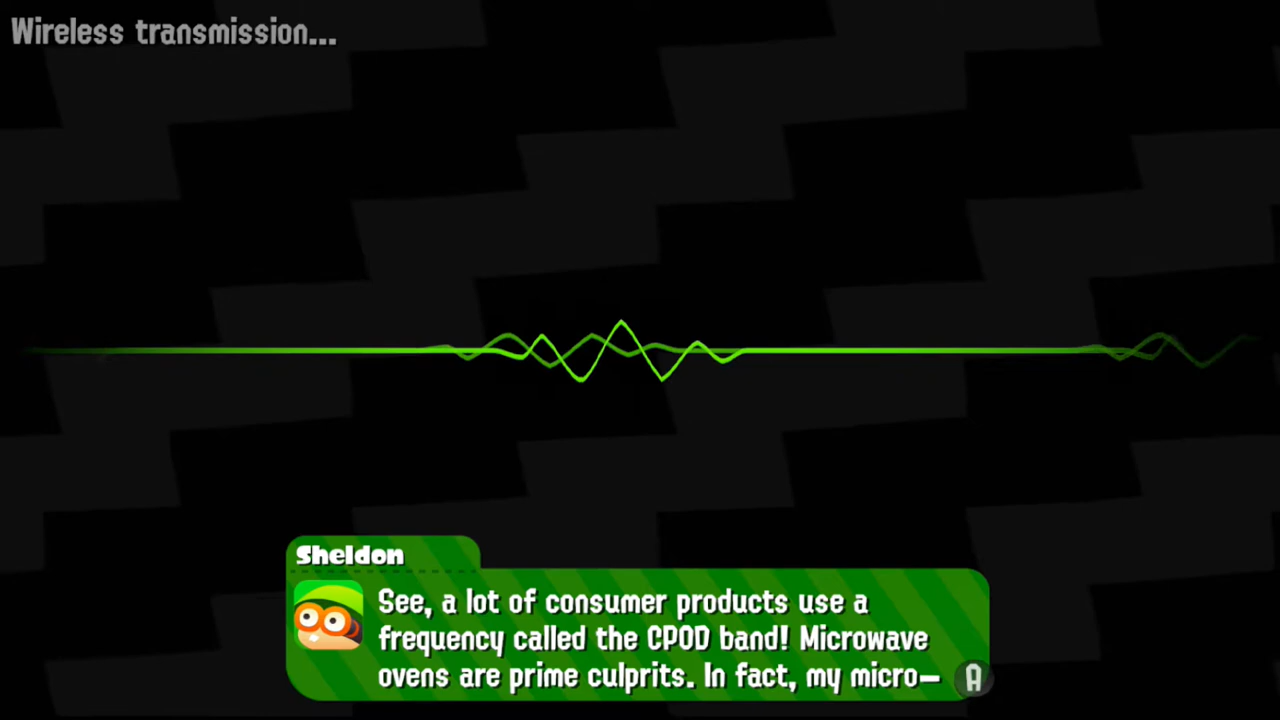 Wireless transmission...
Sheldon
See, a lot of consumer products use a
frequency called the CPOD band! Microwave
ovens are prime culprits. In fact, my micro—
A